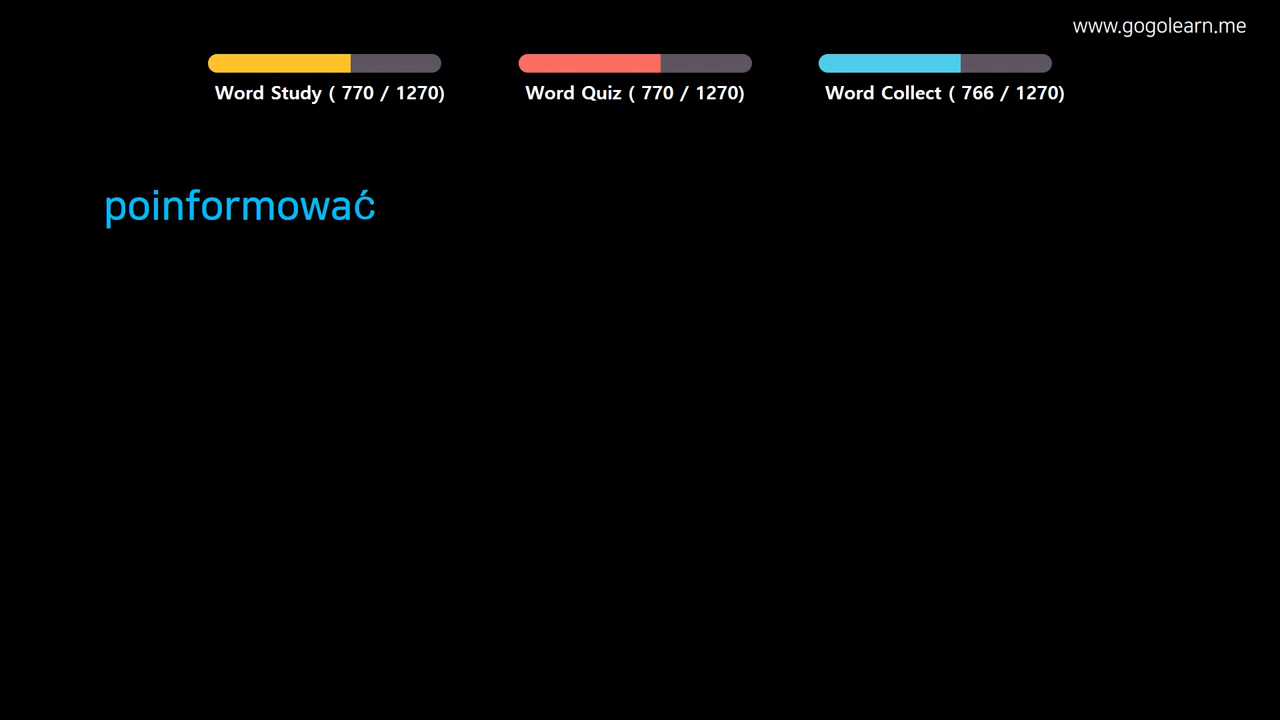 www.gogolearn.me
Word Study ( 770 / 1270)
Word Quiz ( 770 / 1270)
Word Collect ( 766 / 1270)
poinformować